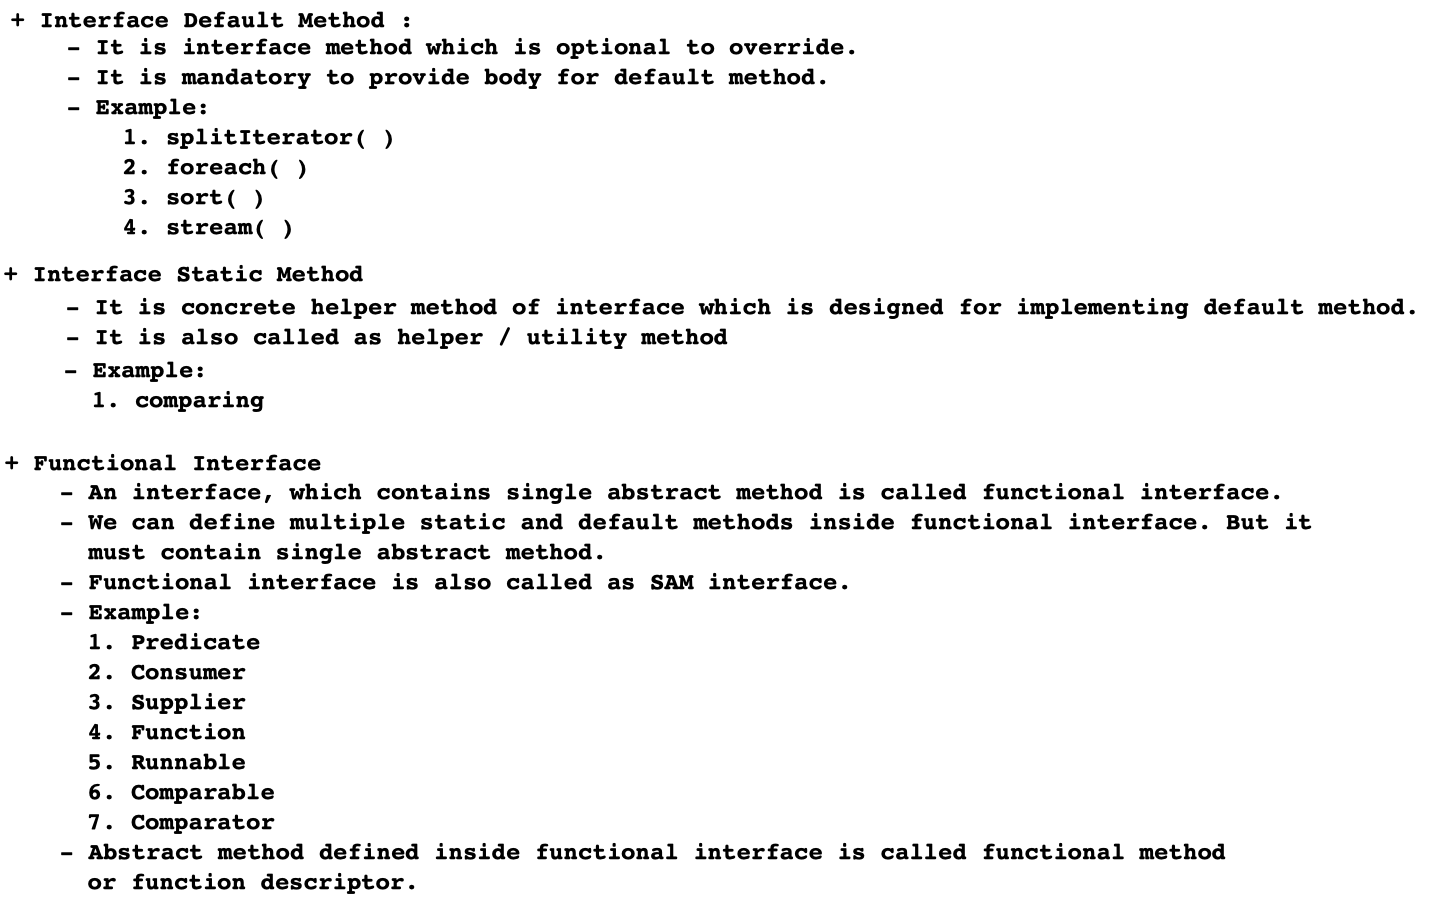 + Interface Default Method :
- It is interface method which is optional to override.
- It is mandatory to provide body for default method.
- Example:
1. splitIterator( )
2. foreach( )
3. sort( )
4. stream( )
+ Interface Static Method
- It is concrete helper method of interface which is designed for implementing default method.
- It is also called as helper / utility method
- Example:
1. comparing
+ Functional Interface
- An interface, which contains single abstract method is called functional interface.
- We can define multiple static and default methods inside functional interface. But it
must contain single abstract method.
- Functional interface is also called as SAM interface.
- Example:
1. Predicate
2. Consumer
3. Supplier
4. Function
5. Runnable
6. Comparable
7. Comparator
- Abstract method defined inside functional interface is called functional method
or function descriptor.